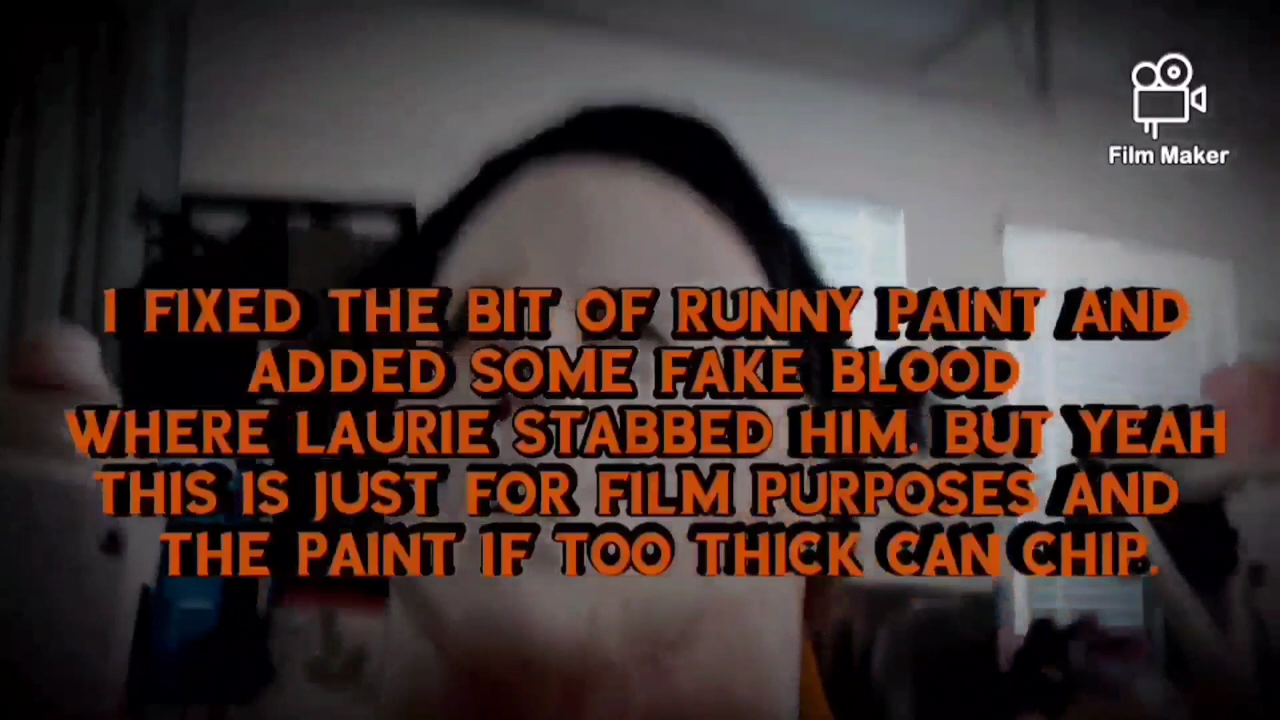 Film Maker
I FIXED THE BIT OF RUNNY PAINT AND
ADDED SOME FAKE BLOOD
WHERE LAURIE STABBED HIM. BUT YEAH
THIS IS JUST FOR FILM PURPOSES AND
THE PAINT IF TOO THICK CAN CHIP.